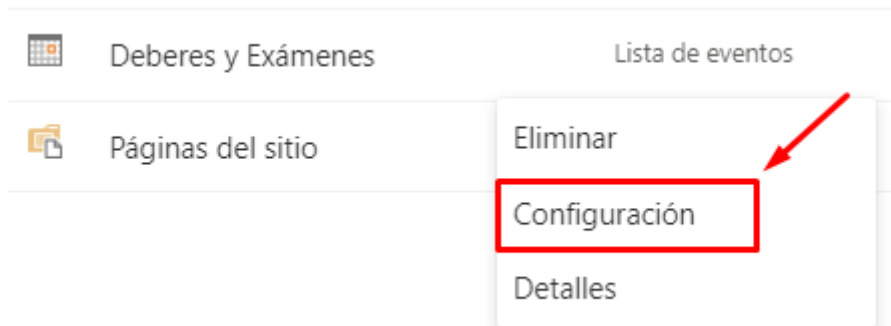 Deberes y Exámenes
Lista de eventos
Páginas del sitio
Eliminar
Configuración
Detalles